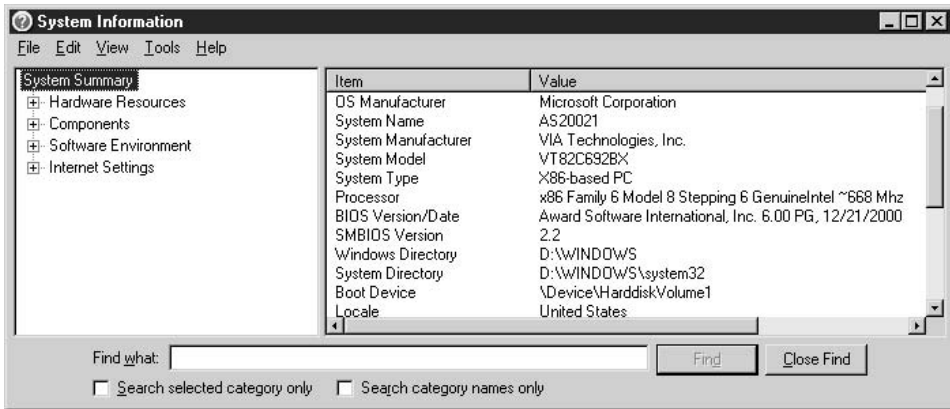 System Information
File Edit View Tools Help
System Summary
Hardware Resources
Components
Software Environment
Internet Settings
Item Value
OS Manufacturer Microsoft Corporation
System Name AS20021
System Manufacturer VIA Technologies, Inc.
System Model VT82C692BX
System Type X86-based PC
Processor x86 Family 6 Model 8 Stepping 6 GenuineIntel ~668 Mhz
BIOS Version/Date Award Software International, Inc. 6.00 PG, 12/21/2000
SMBIOS Version 2.2
Windows Directory D:\WINDOWS
System Directory D:\WINDOWS\system32
Boot Device \Device\HarddiskVolume1
Locale United States
Find what: Find Close Find
Search selected category only Search category names only